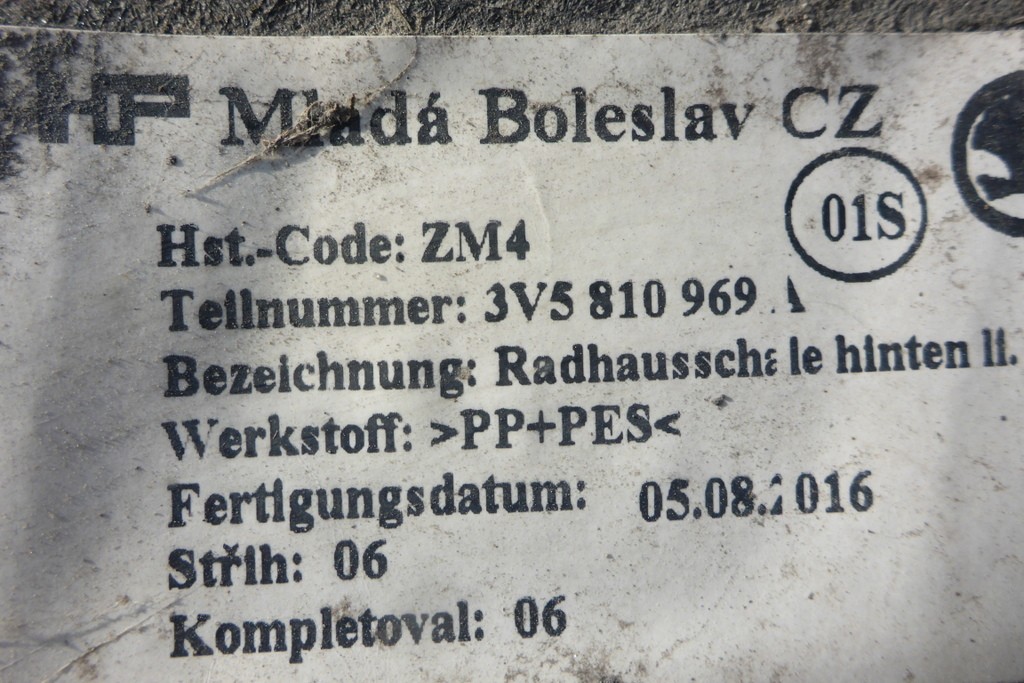 HP Mladá Boleslav CZ
01S
Hst.-Code: ZM4
Teilnummer: 3V5 810 969 A
Bezeichnung: Radhausschale hinten li.
Werkstoff: >PP+PES<
Fertigungsdatum: 05.08.2016
Střih: 06
Kompletoval: 06